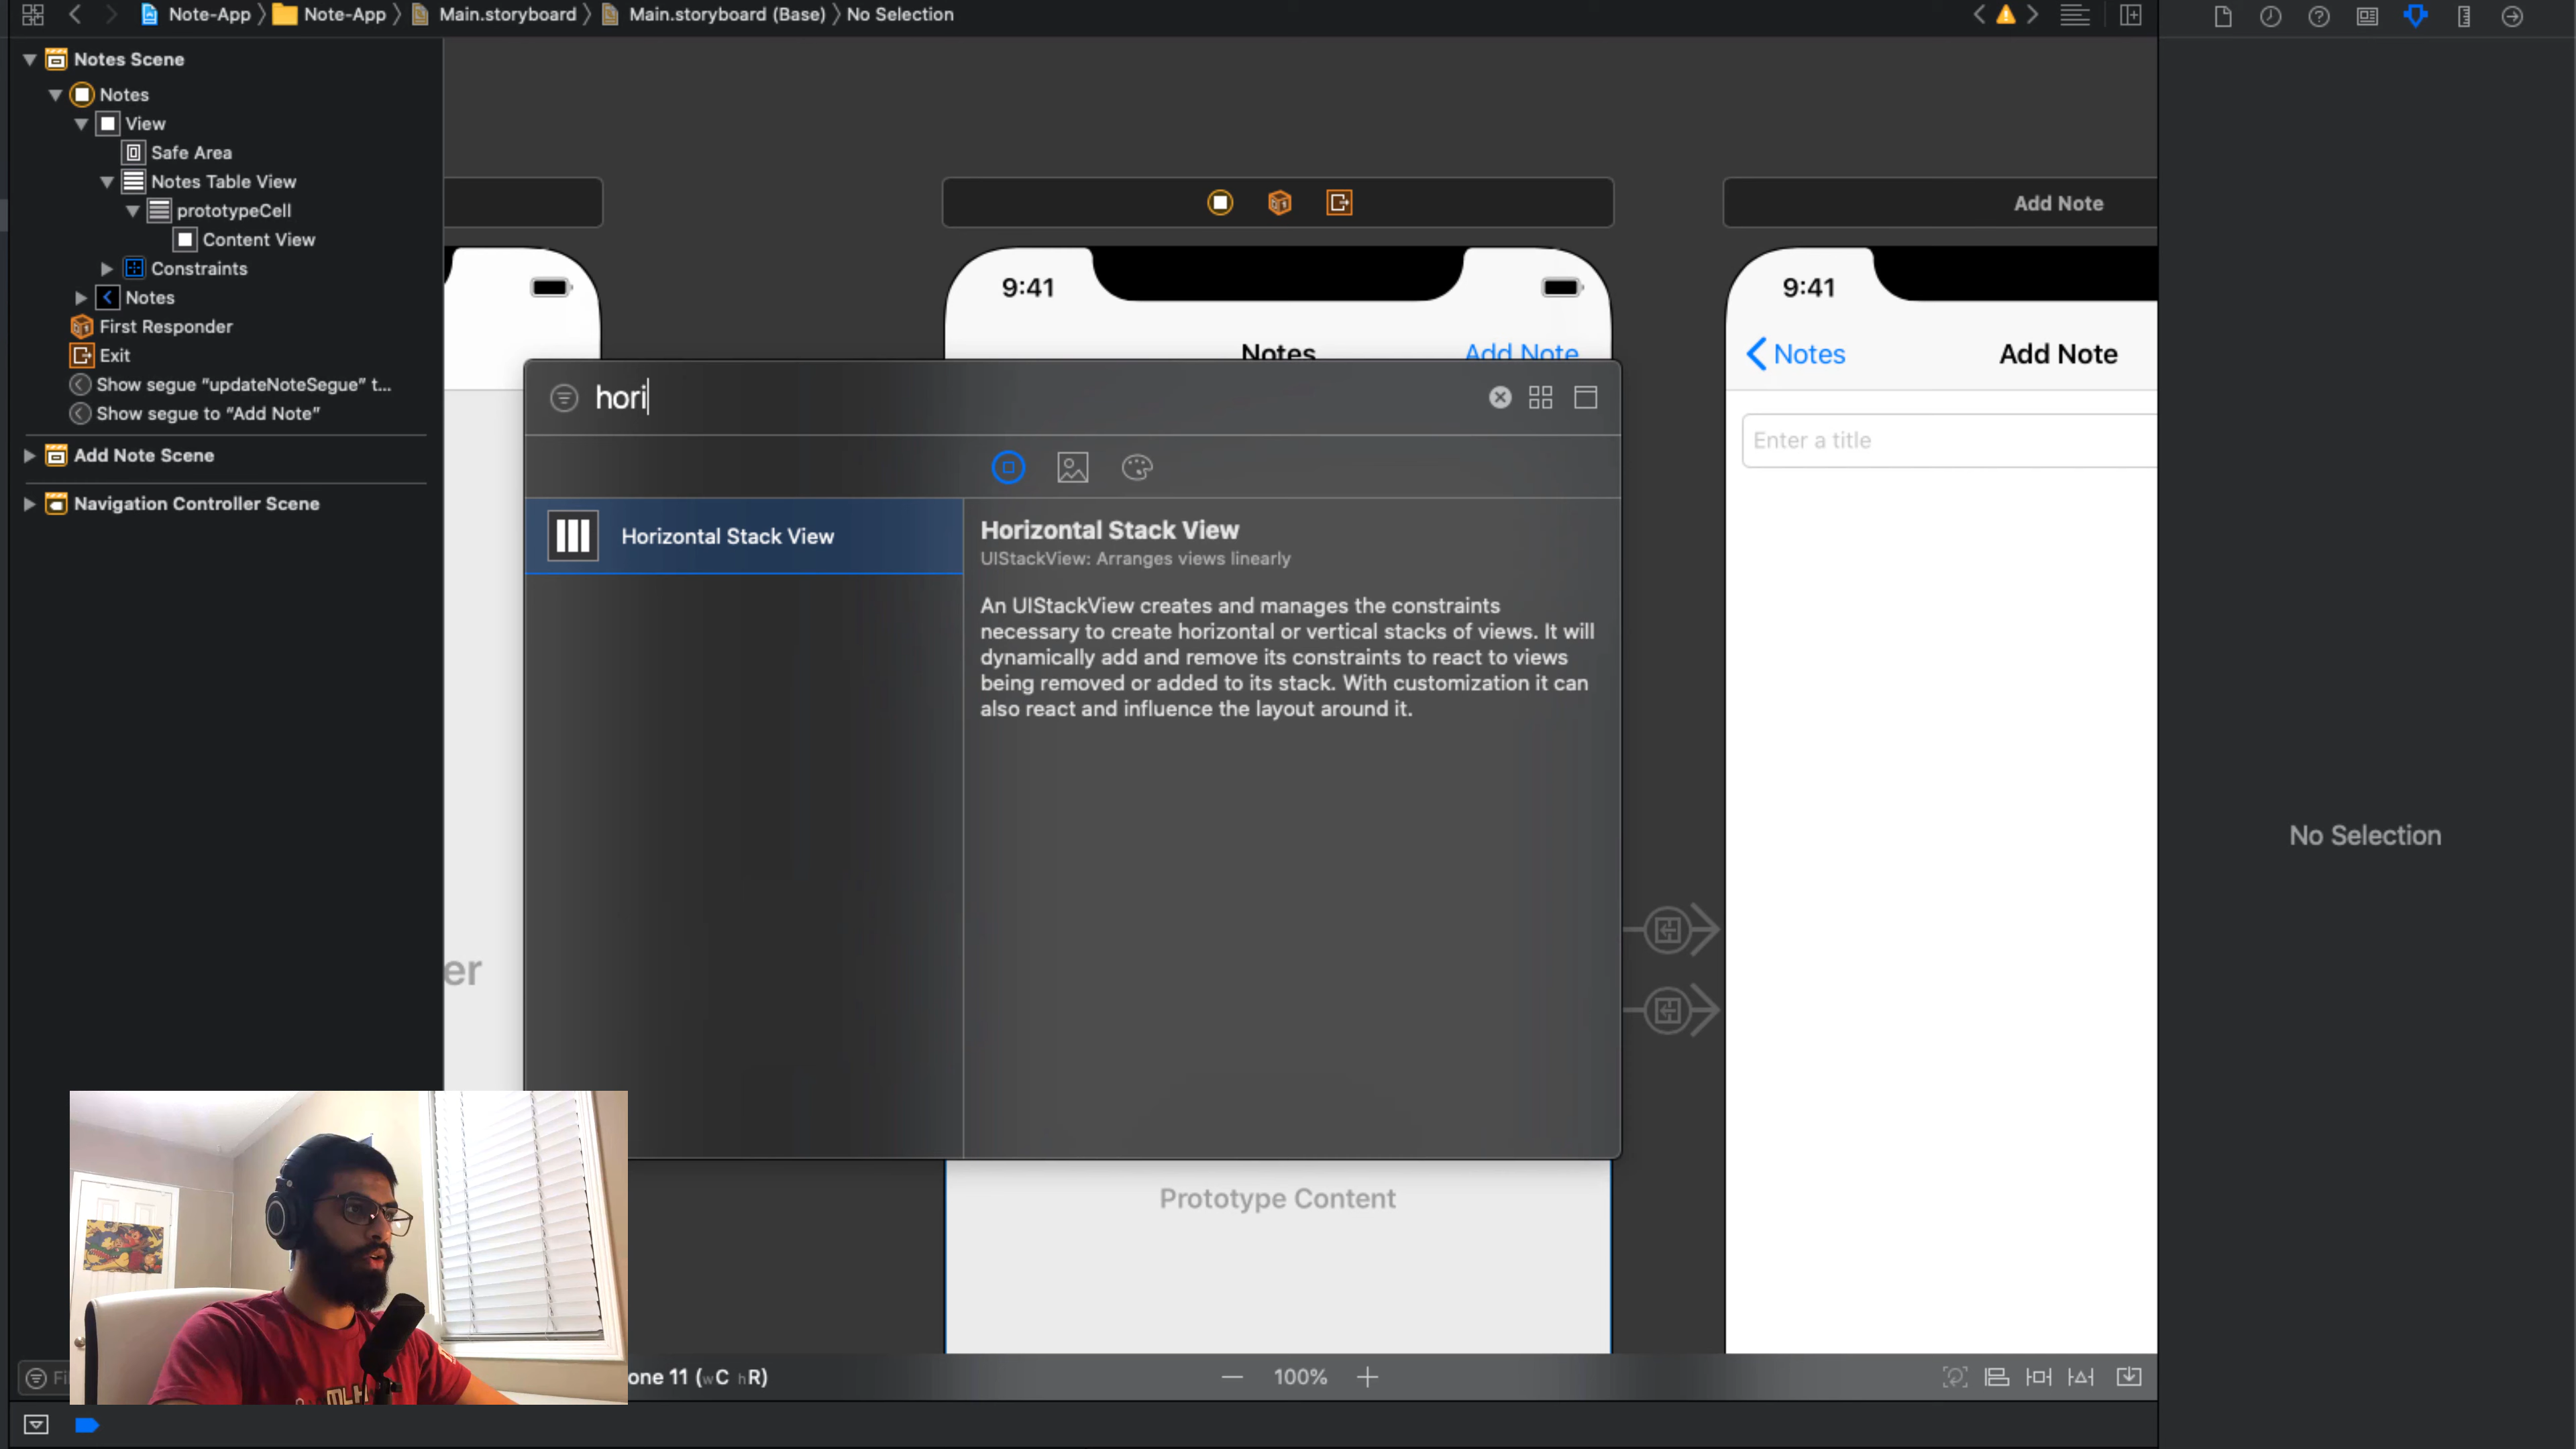 Note-App
Note-App
Main.storyboard
Main.storyboard (Base)
No Selection
Notes Scene
Notes
View
Safe Area
Notes Table View
prototypeCell
Content View
Constraints
Notes
First Responder
Exit
Show segue "updateNoteSegue" t...
Show segue to "Add Note"
Add Note Scene
Navigation Controller Scene
9:41
Notes
Add Note
hori
Horizontal Stack View
Horizontal Stack View
UIStackView: Arranges views linearly
An UIStackView creates and manages the constraints
necessary to create horizontal or vertical stacks of views. It will
dynamically add and remove its constraints to react to views
being removed or added to its stack. With customization it can
also react and influence the layout around it.
er
Prototype Content
Add Note
9:41
Notes
Add Note
Enter a title
No Selection
Fi
one 11 (wC hR)
100%